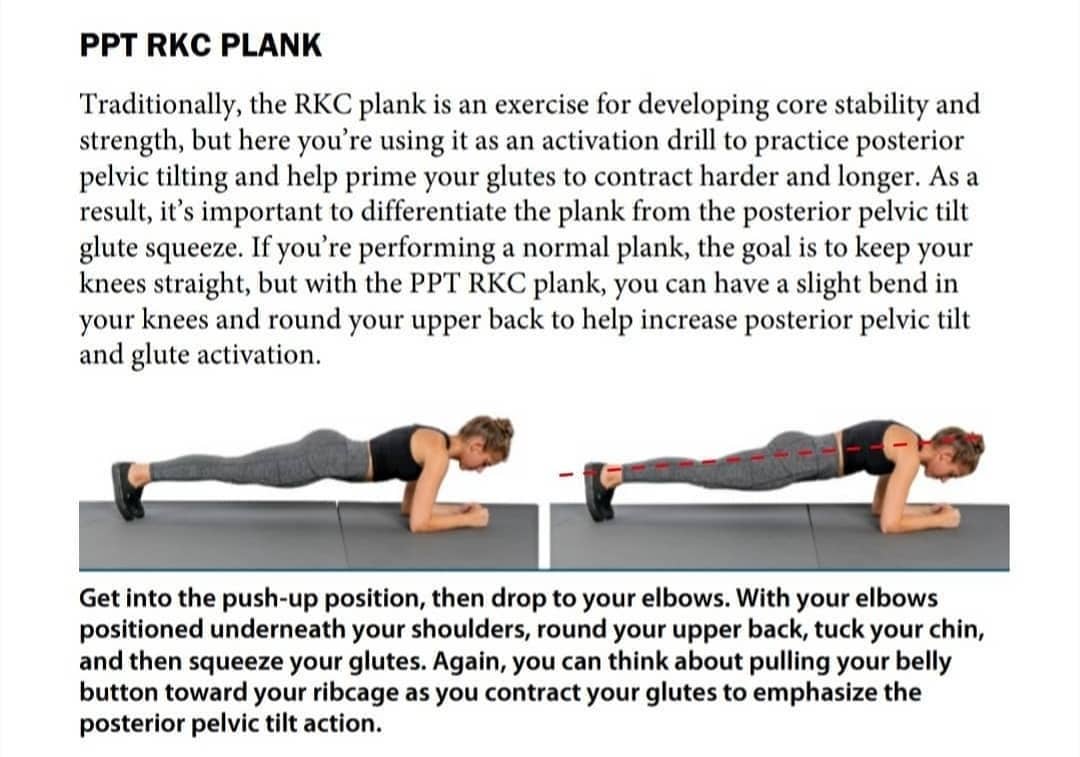 PPT RKC PLANK
Traditionally, the RKC plank is an exercise for developing core stability and
strength, but here you’re using it as an activation drill to practice posterior
pelvic tilting and help prime your glutes to contract harder and longer. As a
result, it’s important to differentiate the plank from the posterior pelvic tilt
glute squeeze. If you’re performing a normal plank, the goal is to keep your
knees straight, but with the PPT RKC plank, you can have a slight bend in
your knees and round your upper back to help increase posterior pelvic tilt
and glute activation.
Get into the push-up position, then drop to your elbows. With your elbows
positioned underneath your shoulders, round your upper back, tuck your chin,
and then squeeze your glutes. Again, you can think about pulling your belly
button toward your ribcage as you contract your glutes to emphasize the
posterior pelvic tilt action.